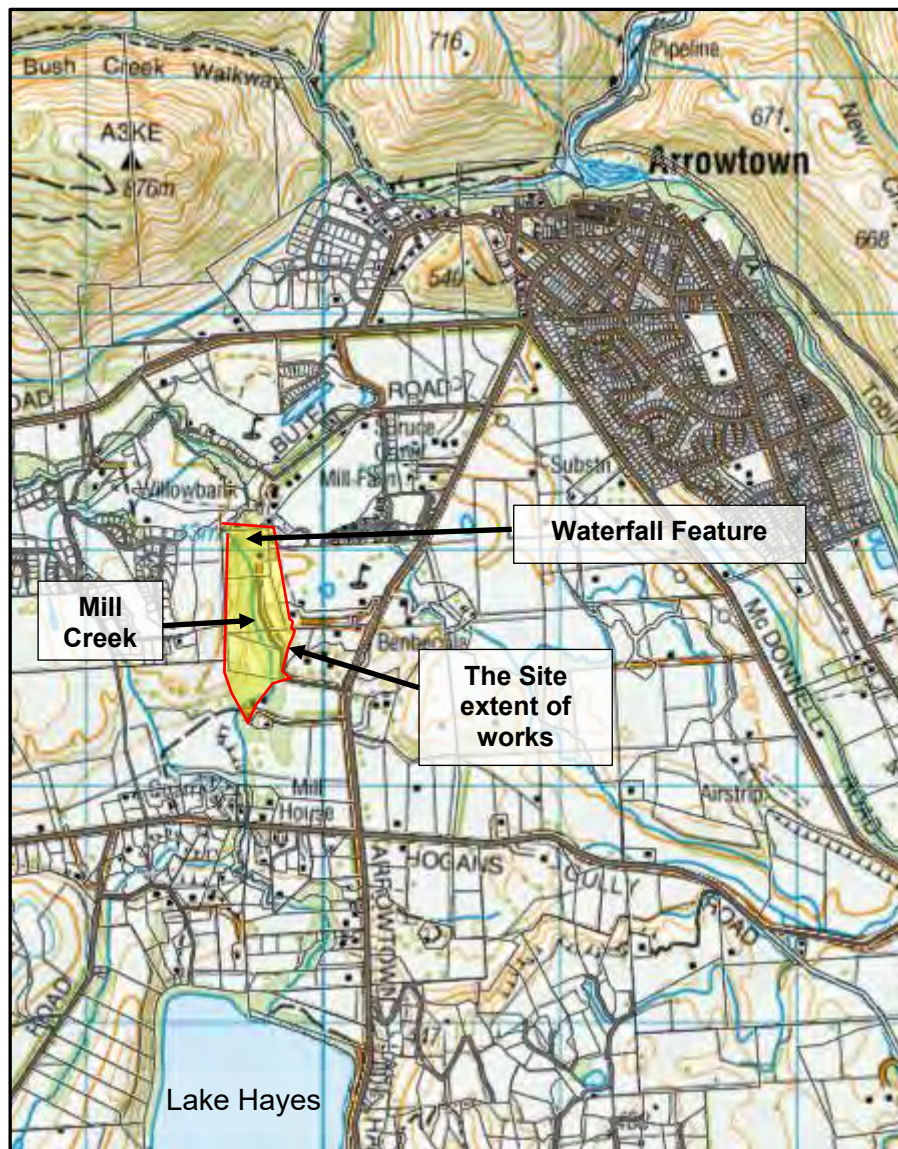 716
Pipeline
Bush Creek Walkway
New
A3KE
671
Arrowtown
876m
668
540
ROAD
ROAD
BUTEL
Tobin
Mill Farm
Substn
Willowbank
Waterfall Feature
Mill
Creek
McDONNELL
ROAD
The Site
extent of
works
Airstrip
Mill
House
HOGANS
GULLY
ROAD
ARROWTOWN
ROAD
Lake Hayes